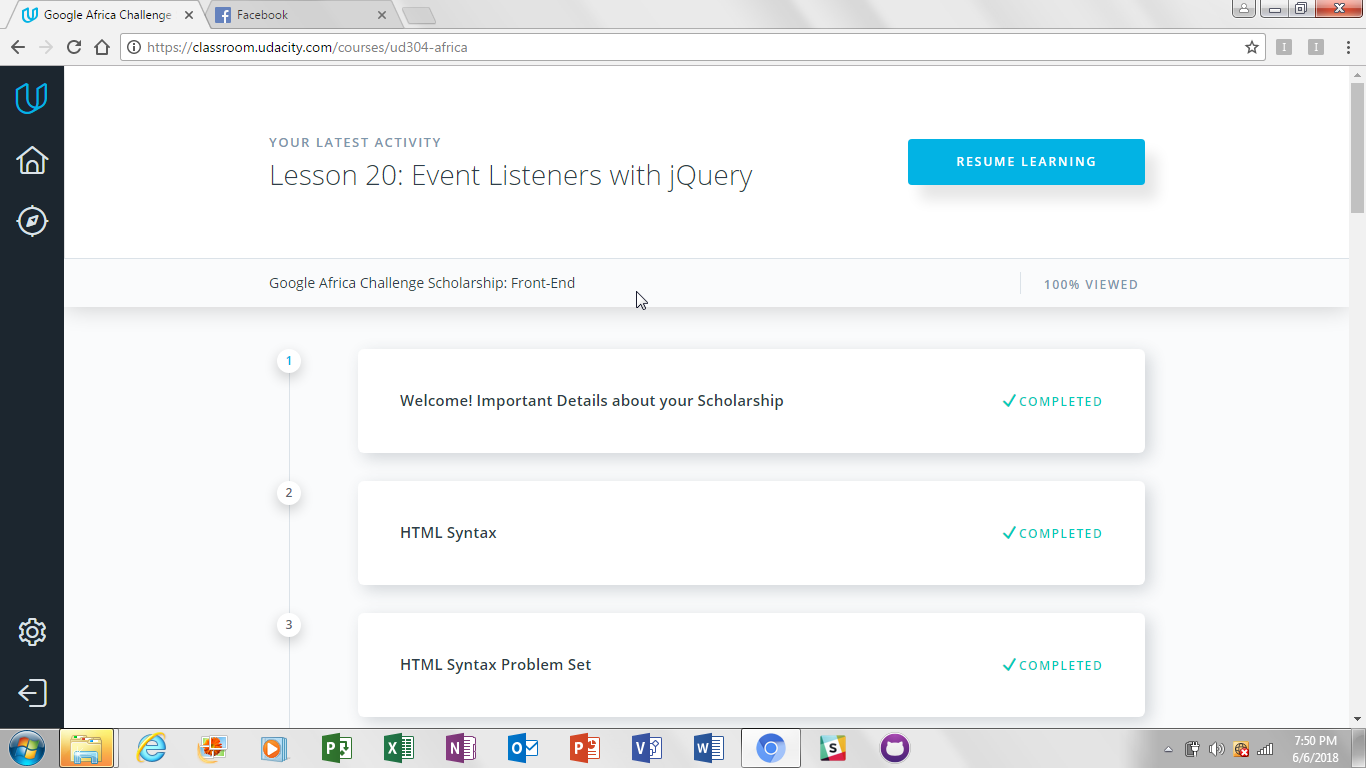 Google Africa Challenge
Facebook
https://classroom.udacity.com/courses/ud304-africa
YOUR LATEST ACTIVITY
Lesson 20: Event Listeners with jQuery
RESUME LEARNING
Google Africa Challenge Scholarship: Front-End
100% VIEWED
1
Welcome! Important Details about your Scholarship
COMPLETED
2
HTML Syntax
COMPLETED
3
HTML Syntax Problem Set
COMPLETED
7:50 PM
6/6/2018